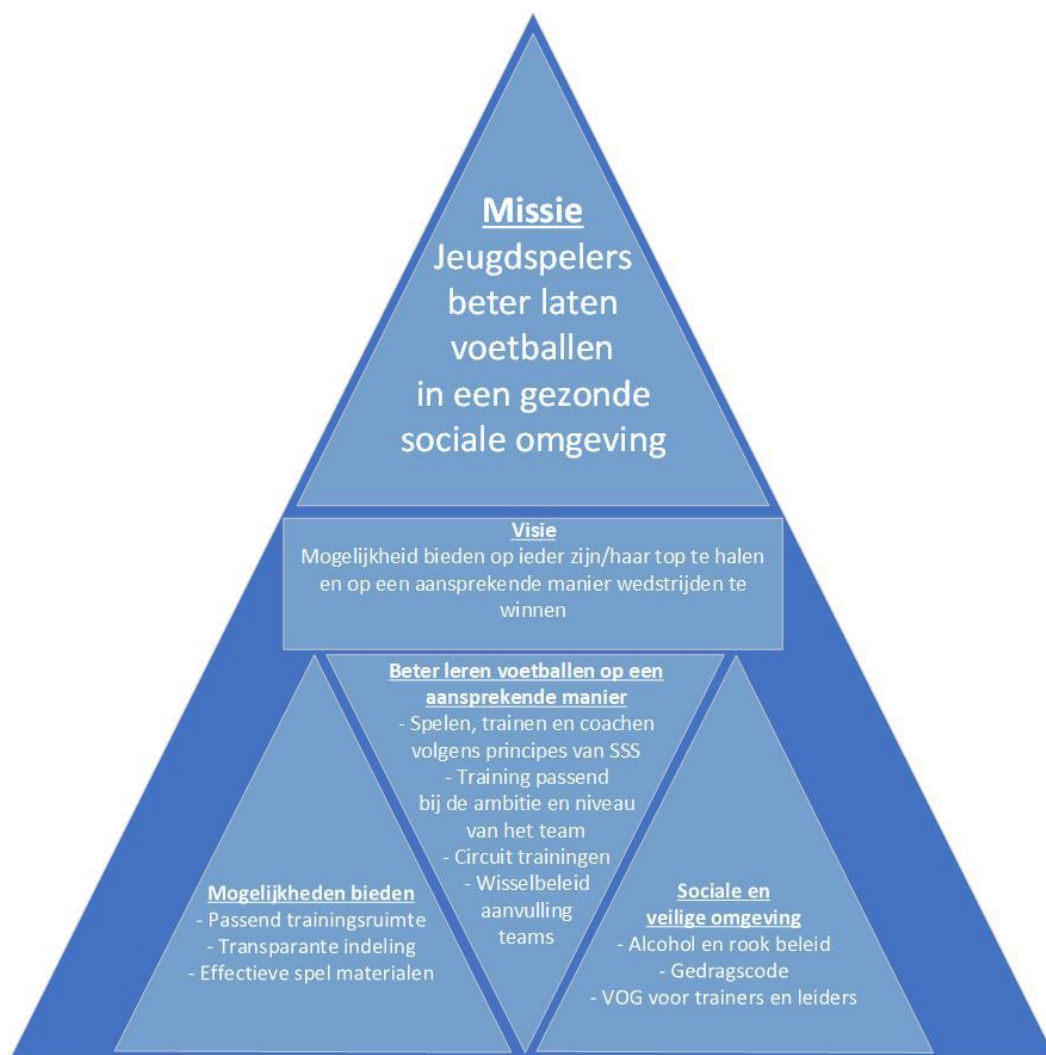 Missie
Jeugdspelers
beter laten
voetballen
in een gezonde
sociale omgeving
Visie
Mogelijkheid bieden op ieder zijn/haar top te halen
en op een aansprekende manier wedstrijden te
winnen
Beter leren voetballen op een
aansprekende manier
- Spelen, trainen en coachen
volgens principes van SSS
- Training passend
bij de ambitie en niveau
van het team
- Circuit trainingen
- Wisselbeleid
aanvulling
teams
Mogelijkheden bieden
- Passend trainingsruimte
- Transparante indeling
- Effectieve spel materialen
Sociale en
veilige omgeving
- Alcohol en rook beleid
- Gedragscode
- VOG voor trainers en leiders